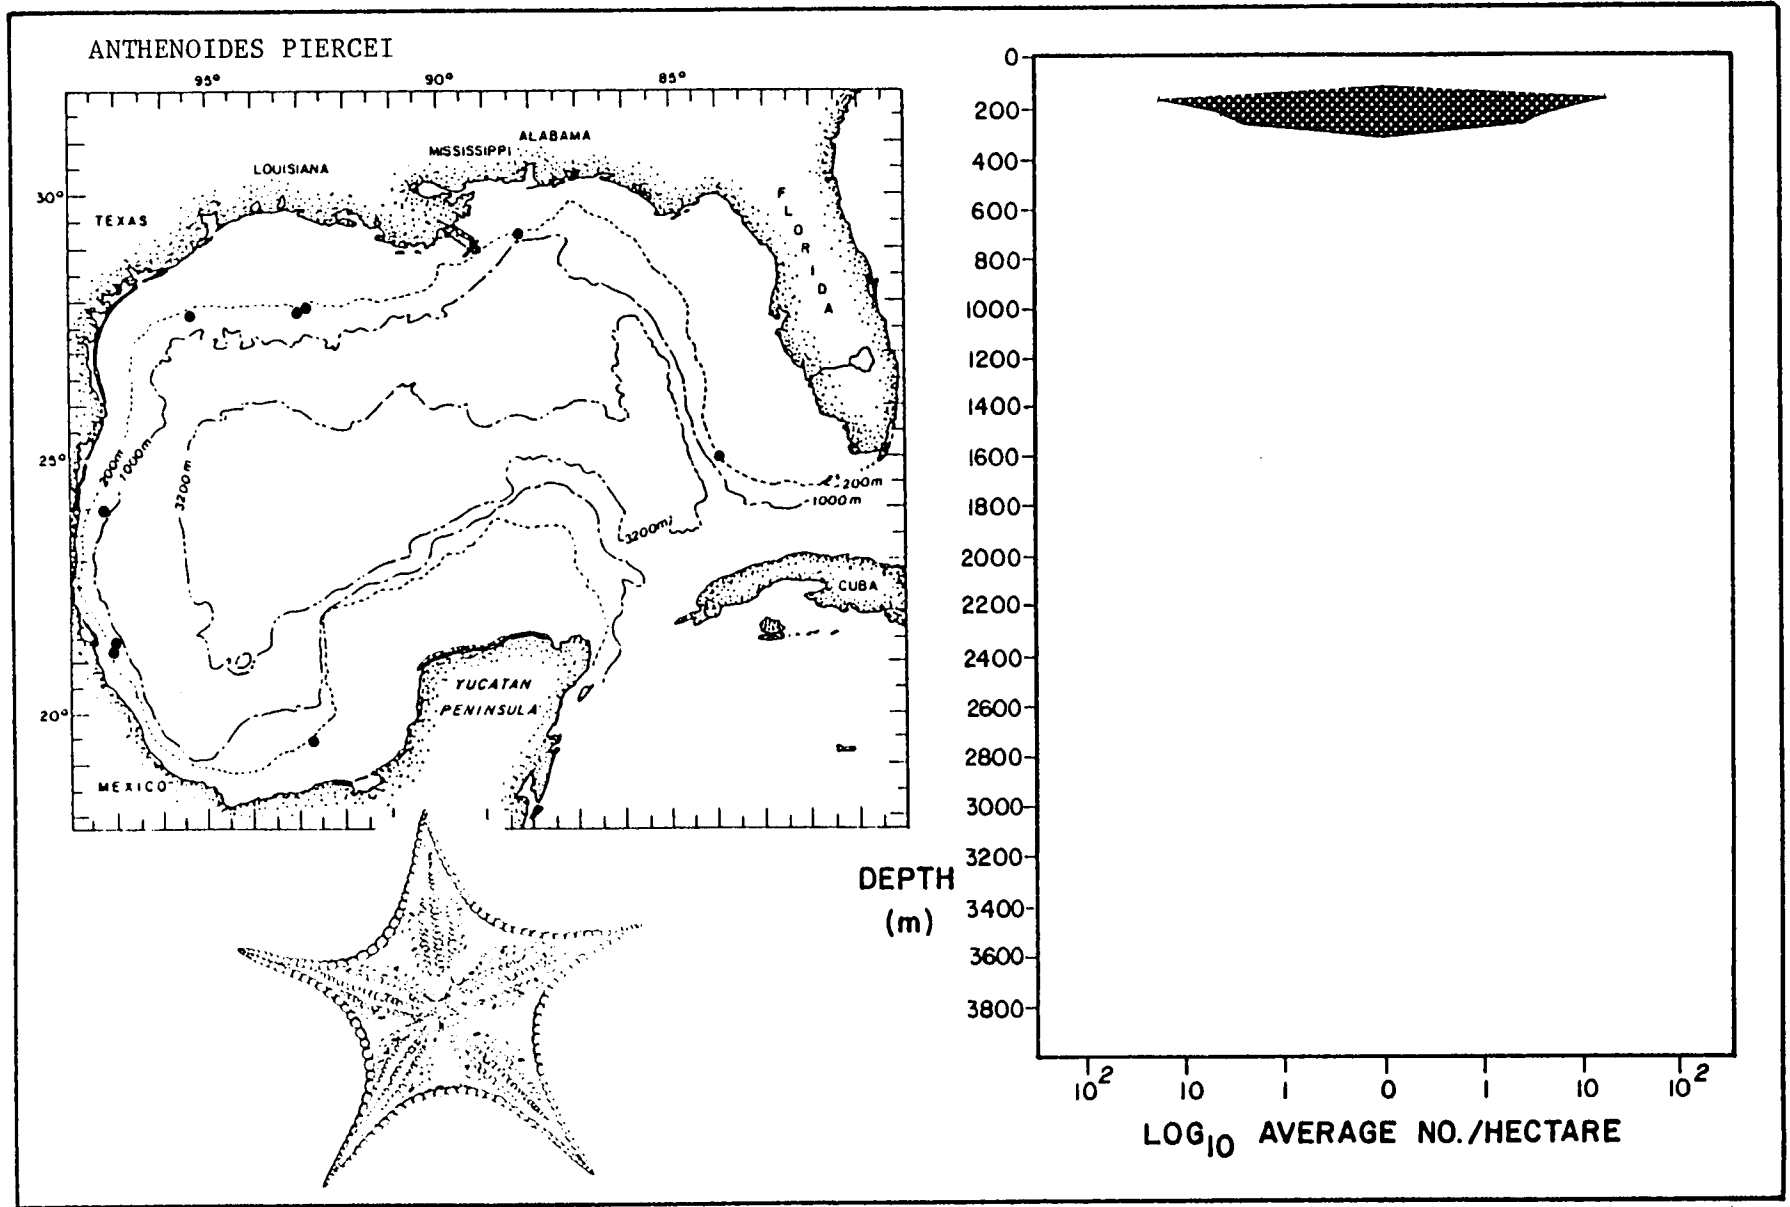 ANTHENOIDES PIERCEI
95° 90° 85°
ALABAMA
MISSISSIPPI
LOUISIANA
30°
TEXAS
FLORIDA
25°
200m
1000m
3200m
200m
1000m
3200m
CUBA
YUCATAN
PENINSULA
20°
MEXICO
DEPTH
(m)
0
200
400
600
800
1000
1200
1400
1600
1800
2000
2200
2400
2600
2800
3000
3200
3400
3600
3800
10² 10 1 0 1 10 10²
LOG₁₀ AVERAGE NO./HECTARE